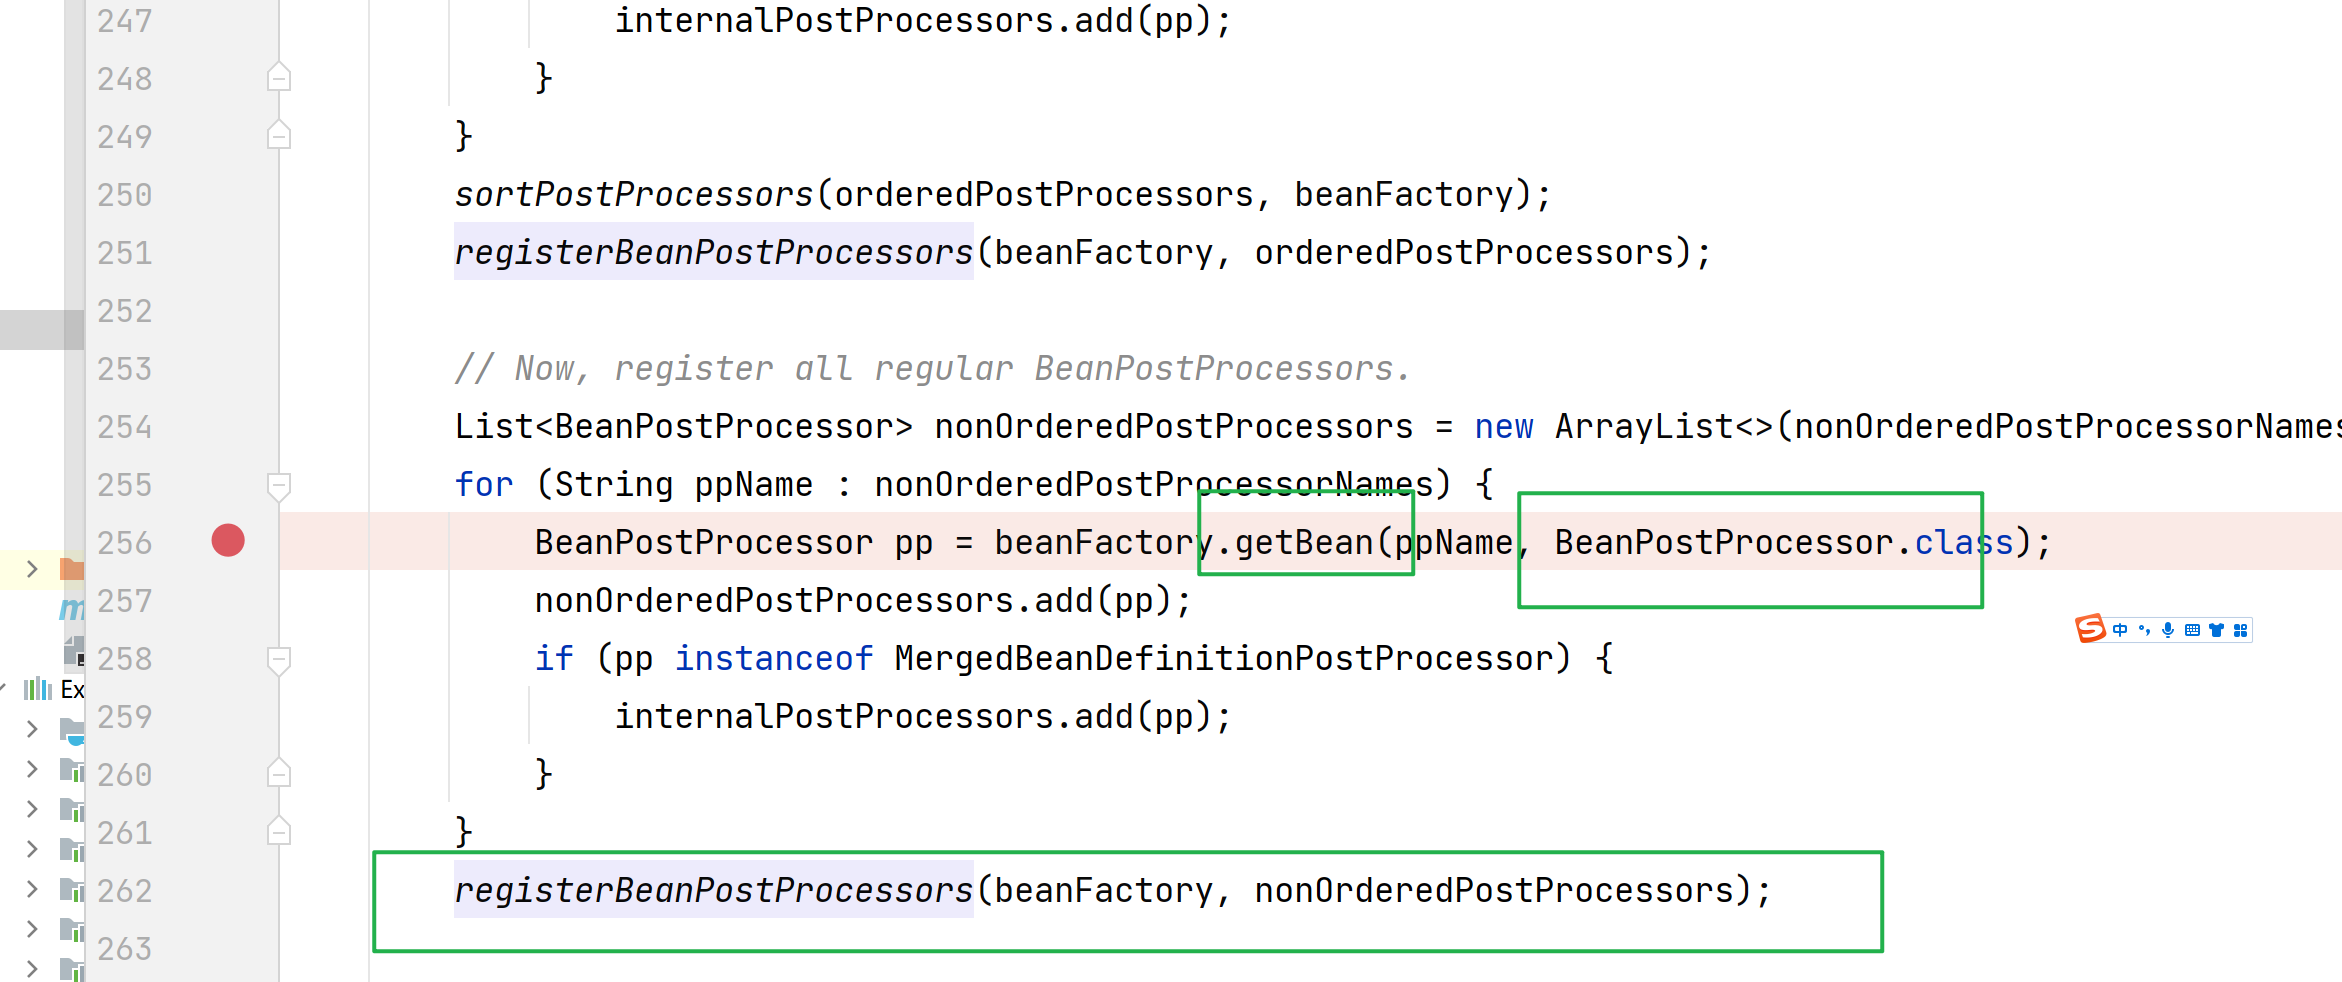 247 internalPostProcessors.add(pp);
248 }
249 }
250 sortPostProcessors(orderedPostProcessors, beanFactory);
251 registerBeanPostProcessors(beanFactory, orderedPostProcessors);
252
253 // Now, register all regular BeanPostProcessors.
254 List<BeanPostProcessor> nonOrderedPostProcessors = new ArrayList<>(nonOrderedPostProcessorNames
255 for (String ppName : nonOrderedPostProcessorNames) {
256 BeanPostProcessor pp = beanFactory.getBean(ppName, BeanPostProcessor.class);
257 nonOrderedPostProcessors.add(pp);
258 if (pp instanceof MergedBeanDefinitionPostProcessor) {
259 internalPostProcessors.add(pp);
260 }
261 }
262 registerBeanPostProcessors(beanFactory, nonOrderedPostProcessors);
263
m
Ex
S 中